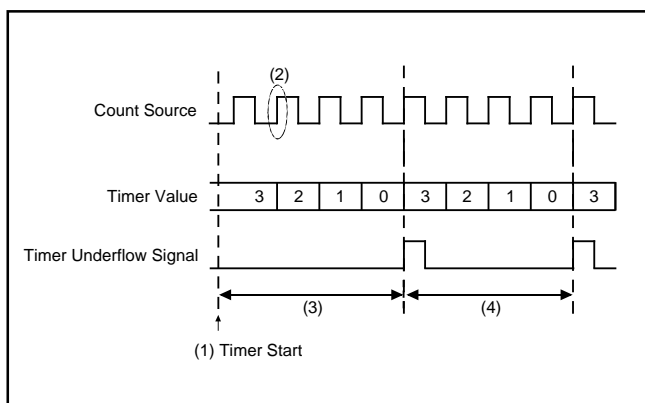 (2)
Count Source
Timer Value 3 2 1 0 3 2 1 0 3
Timer Underflow Signal
(3) (4)
(1) Timer Start